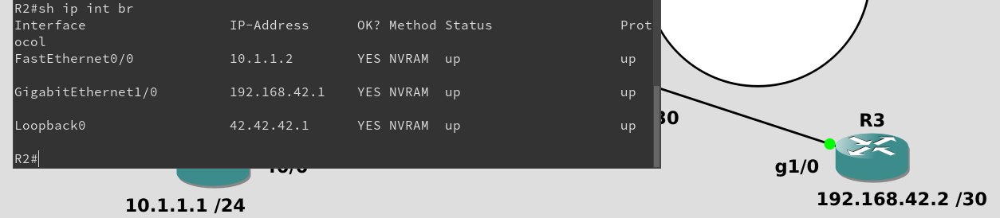 R2#sh ip int br
Interface IP-Address OK? Method Status Prot
ocol
FastEthernet0/0 10.1.1.2 YES NVRAM up up
GigabitEthernet1/0 192.168.42.1 YES NVRAM up up
Loopback0 42.42.42.1 YES NVRAM up up
R2#
30
R3
g1/0
192.168.42.2 /30
f0/0
10.1.1.1 /24